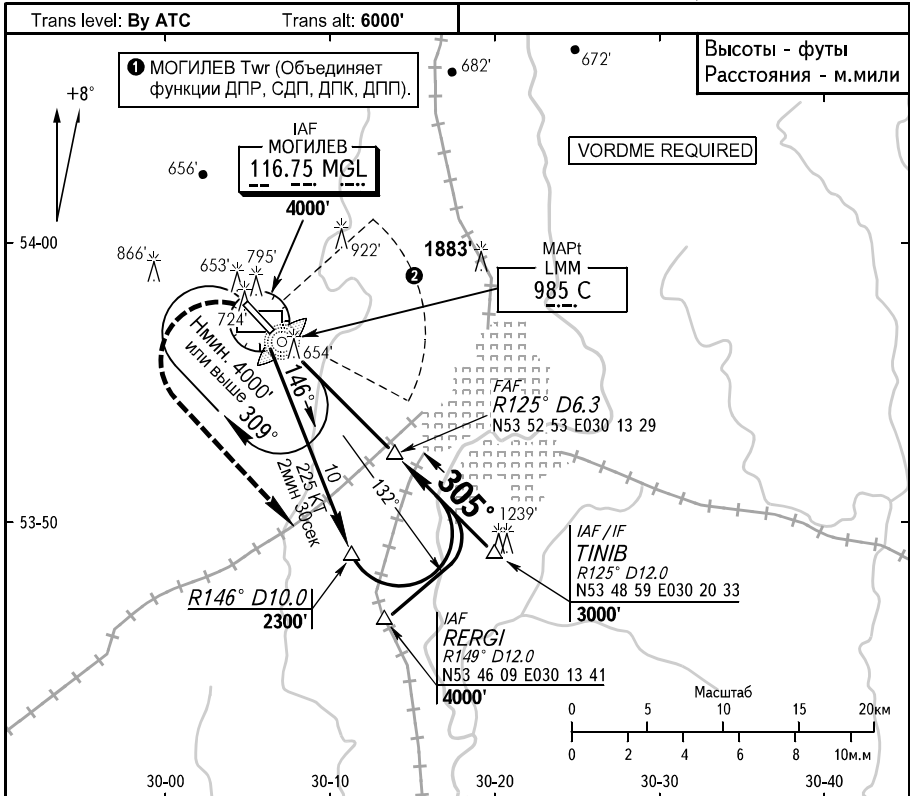 Trans level: By ATC
Trans alt: 6000'
Высоты - футы
Расстояния - м.мили
❶ МОГИЛЕВ Twr (Объединяет
функции ДПР, СДП, ДПК, ДПП).
682'
672'
+8°
VORDME REQUIRED
IAF
МОГИЛЕВ
116.75 MGL
4000'
656'
54-00
866'
653'
795'
922'
1883'
❷
MAPt
LMM
985 C
724'
654'
Hмин. 4000'
или выше
309°
146°
10
225 KT
2мин 30сек
132°
305°
FAF
R125° D6.3
N53 52 53 E030 13 29
53-50
1239'
IAF/IF
TINIB
R125° D12.0
N53 48 59 E030 20 33
3000'
R146° D10.0
2300'
IAF
RERGI
R149° D12.0
N53 46 09 E030 13 41
4000'
Масштаб
0 5 10 15 20км
0 2 4 6 8 10м.м
30-00 30-10 30-20 30-30 30-40